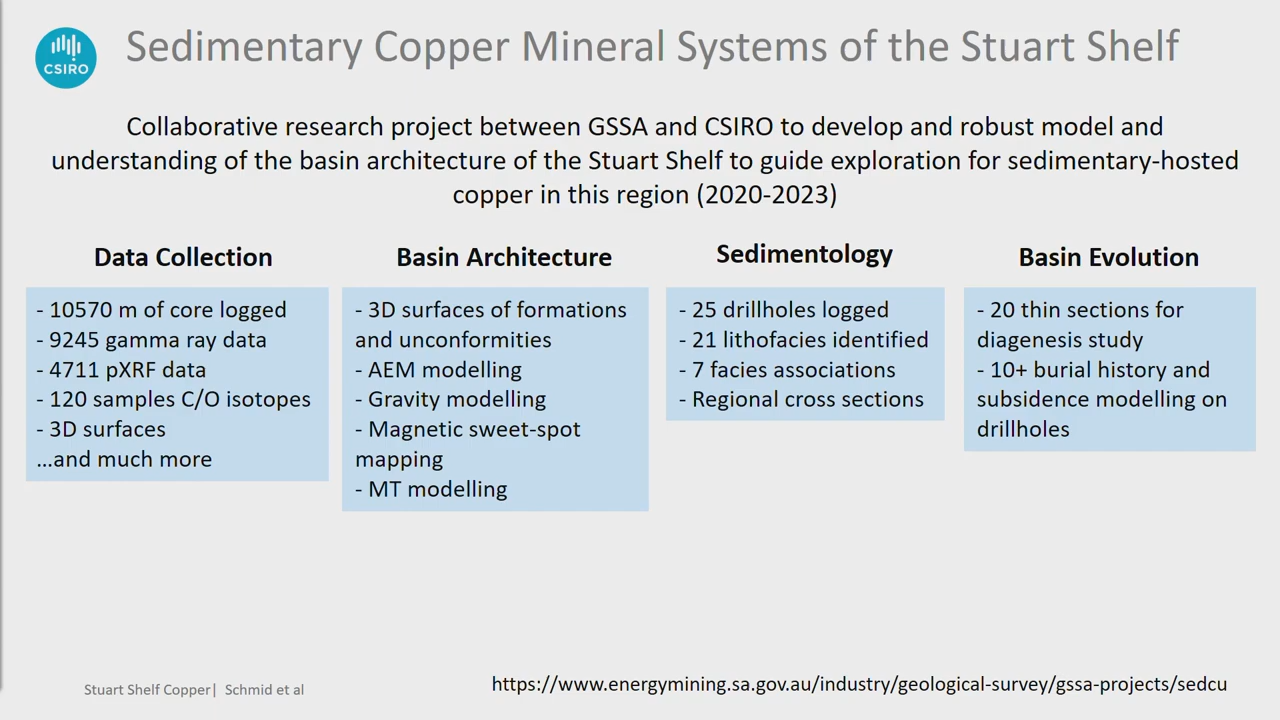 CSIRO
Sedimentary Copper Mineral Systems of the Stuart Shelf
Collaborative research project between GSSA and CSIRO to develop and robust model and
understanding of the basin architecture of the Stuart Shelf to guide exploration for sedimentary-hosted
copper in this region (2020-2023)
Data Collection
- 10570 m of core logged
- 9245 gamma ray data
- 4711 pXRF data
- 120 samples C/O isotopes
- 3D surfaces
...and much more
Basin Architecture
- 3D surfaces of formations
and unconformities
- AEM modelling
- Gravity modelling
- Magnetic sweet-spot
mapping
- MT modelling
Sedimentology
- 25 drillholes logged
- 21 lithofacies identified
- 7 facies associations
- Regional cross sections
Basin Evolution
- 20 thin sections for
diagenesis study
- 10+ burial history and
subsidence modelling on
drillholes
Stuart Shelf Copper| Schmid et al
https://www.energymining.sa.gov.au/industry/geological-survey/gssa-projects/sedcu